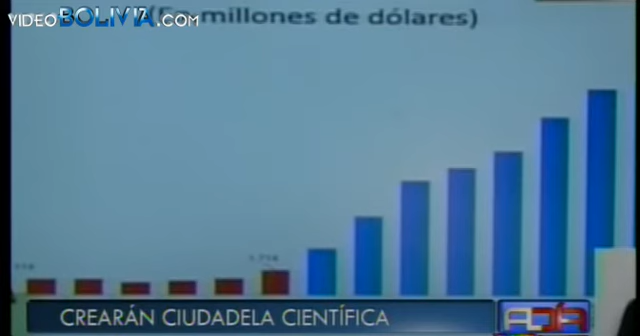 VIDEOBOLIVIA.COM
(En millones de dólares)
CREARÁN CIUDADELA CIENTÍFICA